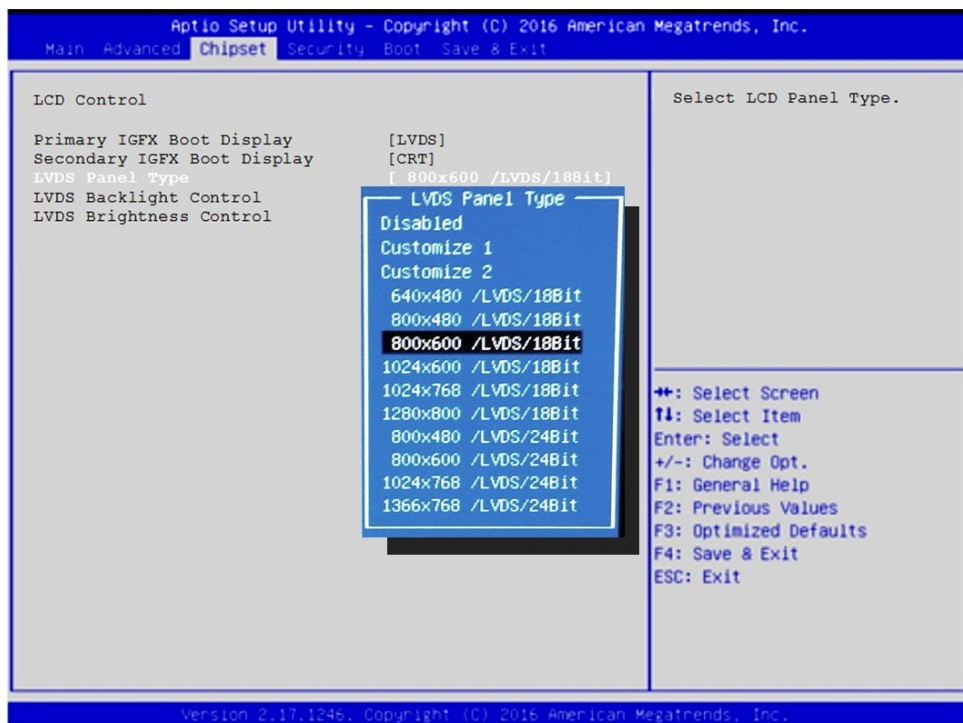 Aptio Setup Utility - Copyright (C) 2016 American Megatrends, Inc.
Main Advanced Chipset Security Boot Save & Exit
LCD Control
Primary IGFX Boot Display [LVDS]
Secondary IGFX Boot Display [CRT]
LVDS Panel Type [ 800x600 /LVDS/188it]
LVDS Backlight Control
LVDS Brightness Control
LVDS Panel Type
Disabled
Customize 1
Customize 2
640x480 /LVDS/18Bit
800x480 /LVDS/18Bit
800x600 /LVDS/18Bit
1024x600 /LVDS/18Bit
1024x768 /LVDS/18Bit
1280x800 /LVDS/18Bit
800x480 /LVDS/24Bit
800x600 /LVDS/24Bit
1024x768 /LVDS/24Bit
1366x768 /LVDS/24Bit
Select LCD Panel Type.
→←: Select Screen
↑↓: Select Item
Enter: Select
+/-: Change Opt.
F1: General Help
F2: Previous Values
F3: Optimized Defaults
F4: Save & Exit
ESC: Exit
Version 2.17.1246. Copyright (C) 2016 American Megatrends, Inc.